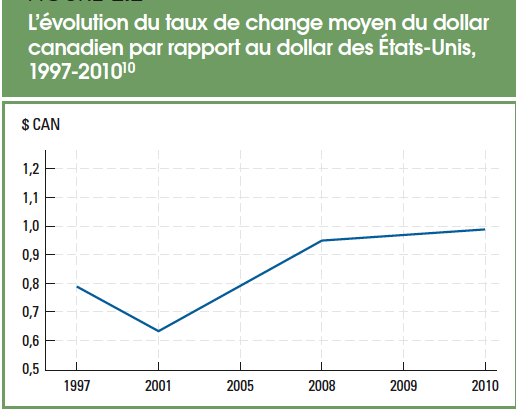 L'évolution du taux de change moyen du dollar
canadien par rapport au dollar des États-Unis,
1997-2010¹⁰
$ CAN
1,2
1,1
1,0
0,9
0,8
0,7
0,6
0,5
1997 2001 2005 2008 2009 2010